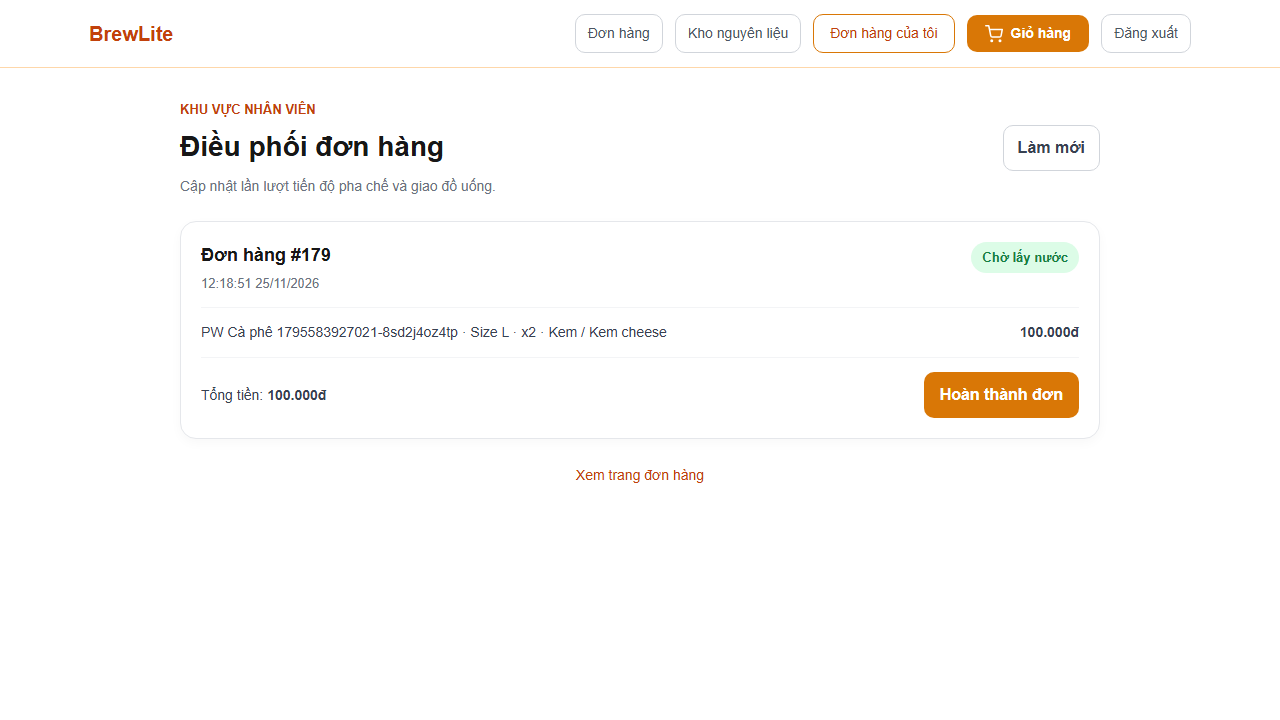 BrewLite
Đơn hàng
Kho nguyên liệu
Đơn hàng của tôi
Giỏ hàng
Đăng xuất
KHU VỰC NHÂN VIÊN
Điều phối đơn hàng
Làm mới
Cập nhật lần lượt tiến độ pha chế và giao đồ uống.
Đơn hàng #179
Chờ lấy nước
12:18:51 25/11/2026
PW Cà phê 1795583927021-8sd2j4oz4tp · Size L · x2 · Kem / Kem cheese
100.000đ
Tổng tiền: 100.000đ
Hoàn thành đơn
Xem trang đơn hàng